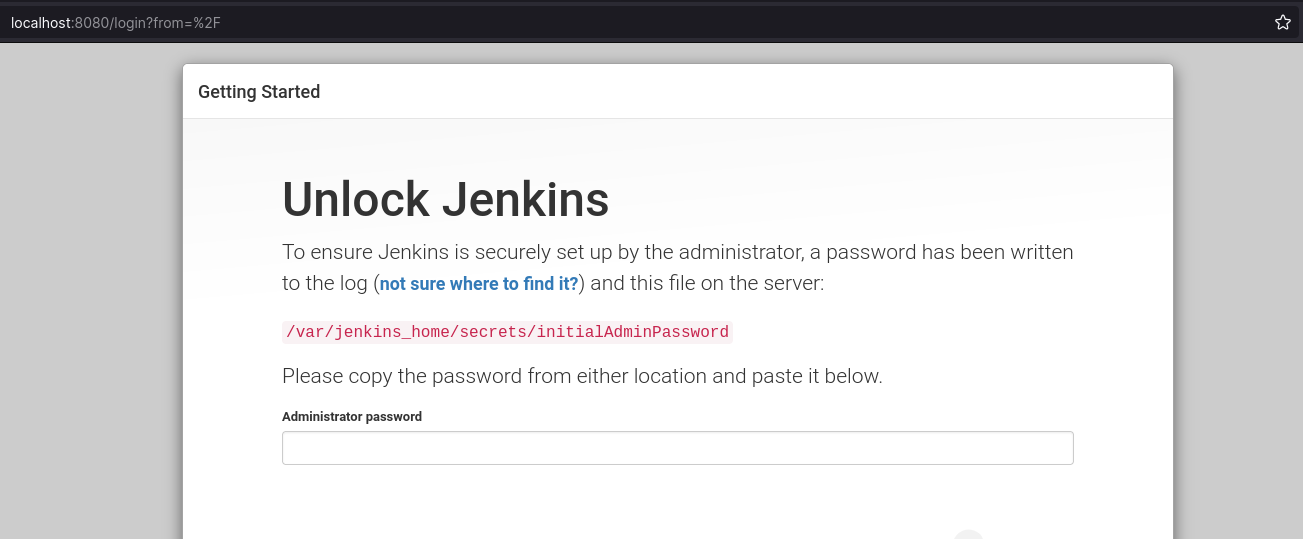 localhost:8080/login?from=%2F
Getting Started
Unlock Jenkins
To ensure Jenkins is securely set up by the administrator, a password has been written
to the log (not sure where to find it?) and this file on the server:
/var/jenkins_home/secrets/initialAdminPassword
Please copy the password from either location and paste it below.
Administrator password